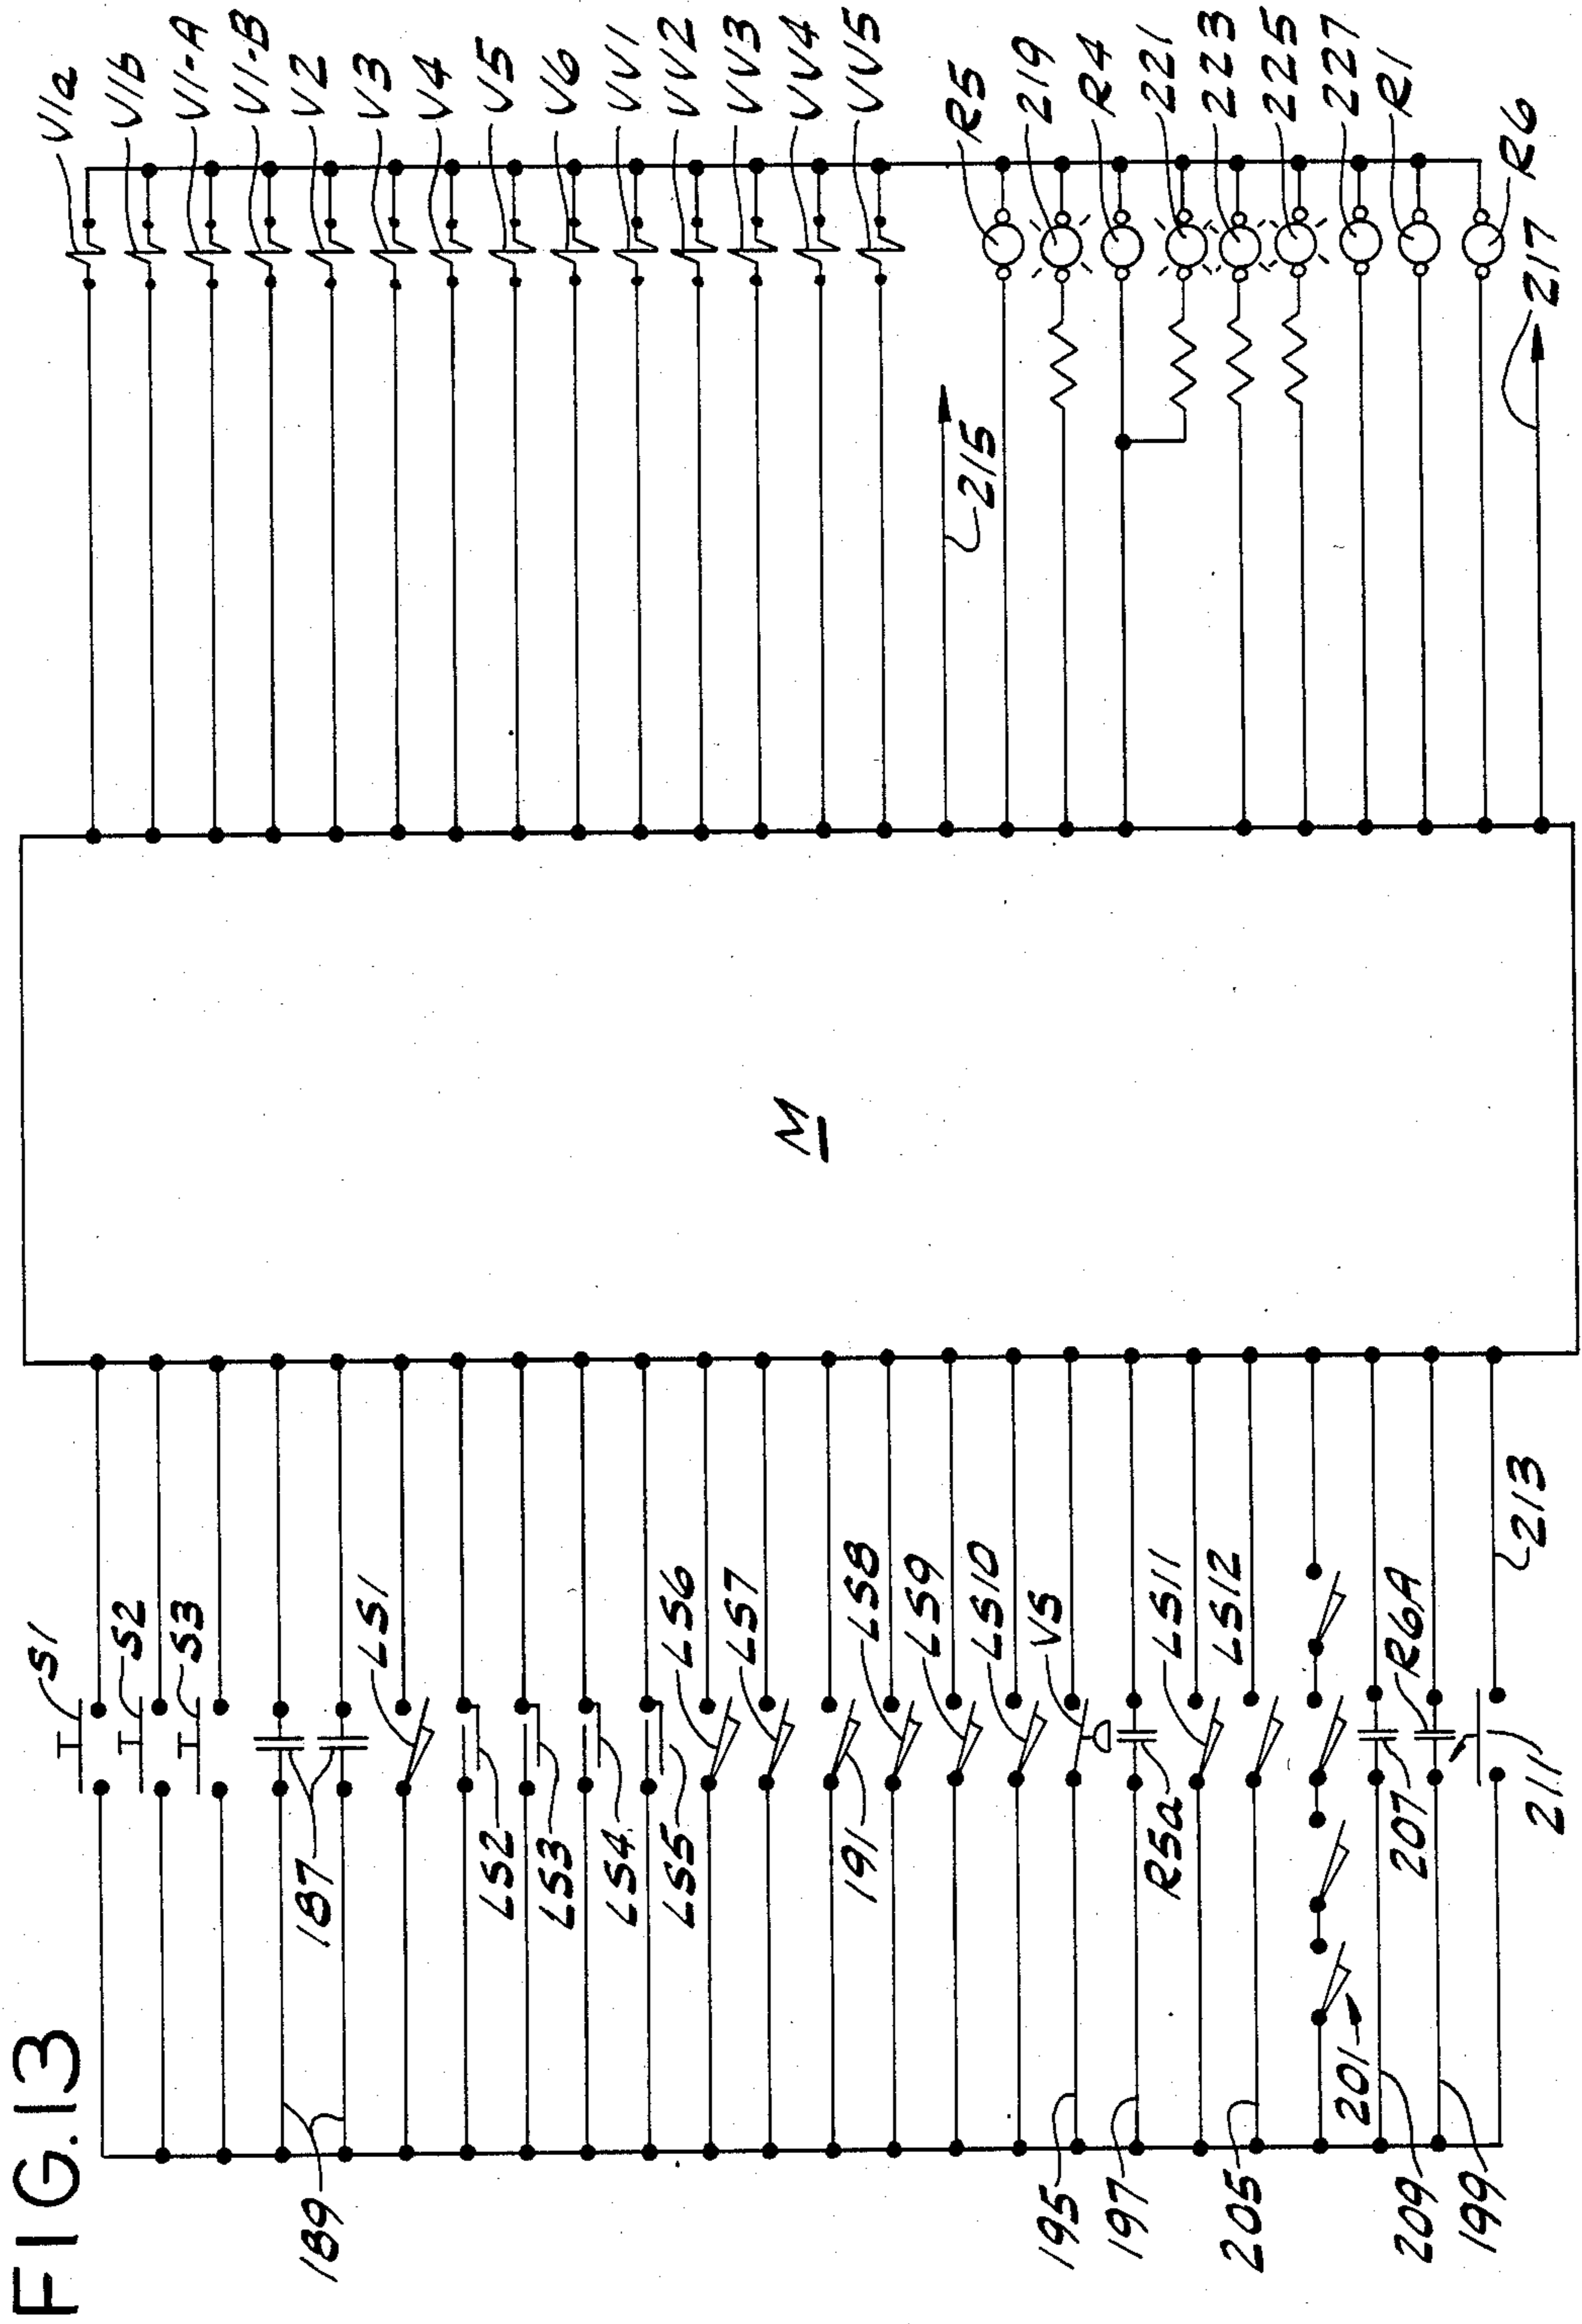 FIG.13
S1
S2
S3
187
189
LS1
LS2
LS3
LS4
LS5
LS6
LS7
191
LS8
LS9
LS10
VS
195
197
R5a
LS11
LS12
205
201
207
209
R6A
199
211
213
M
V1a
V1b
V1-A
V1-B
V2
V3
V4
V5
V6
VV1
VV2
VV3
VV4
VV5
215
R5
219
R4
221
223
225
227
R1
R6
217